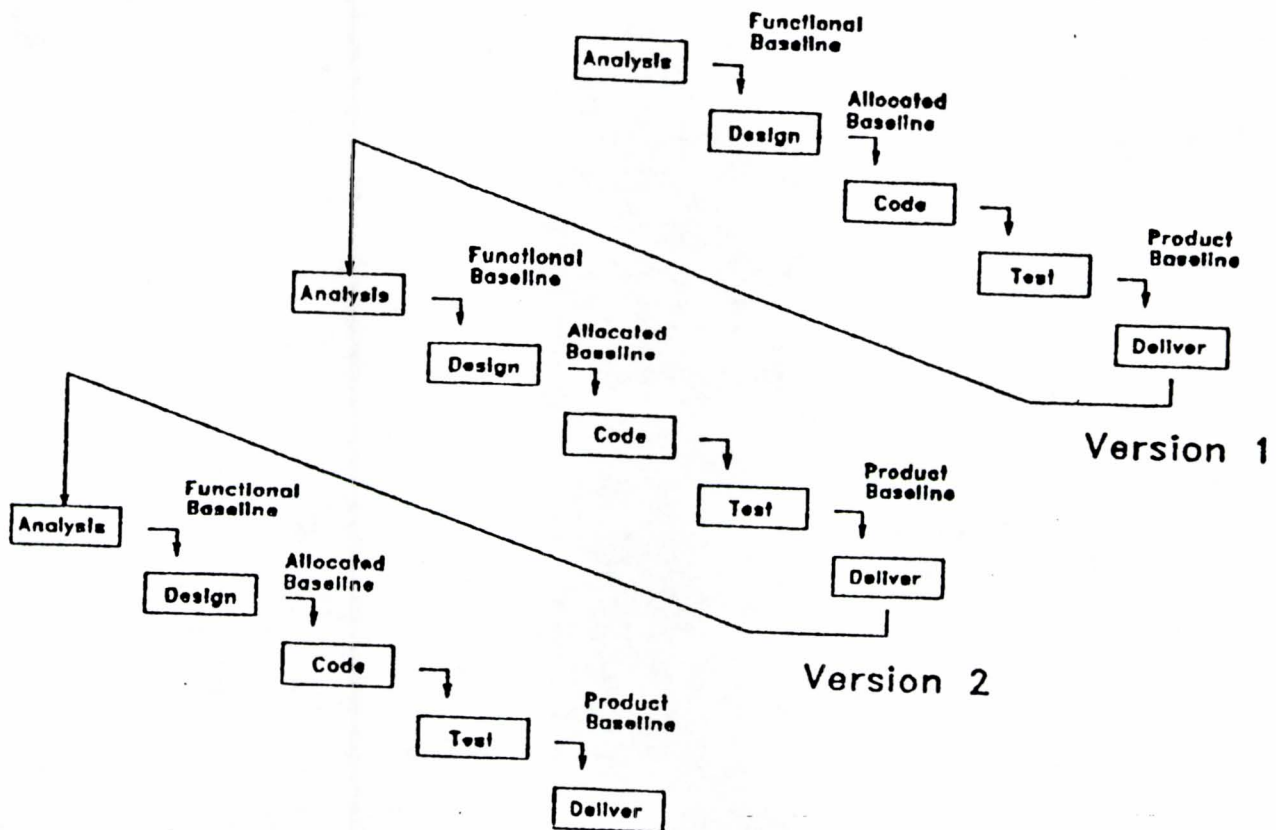 Analysis
Functional
Baseline
Design
Allocated
Baseline
Code
Test
Product
Baseline
Deliver
Version 1
Analysis
Functional
Baseline
Design
Allocated
Baseline
Code
Test
Product
Baseline
Deliver
Version 2
Analysis
Functional
Baseline
Design
Allocated
Baseline
Code
Test
Product
Baseline
Deliver